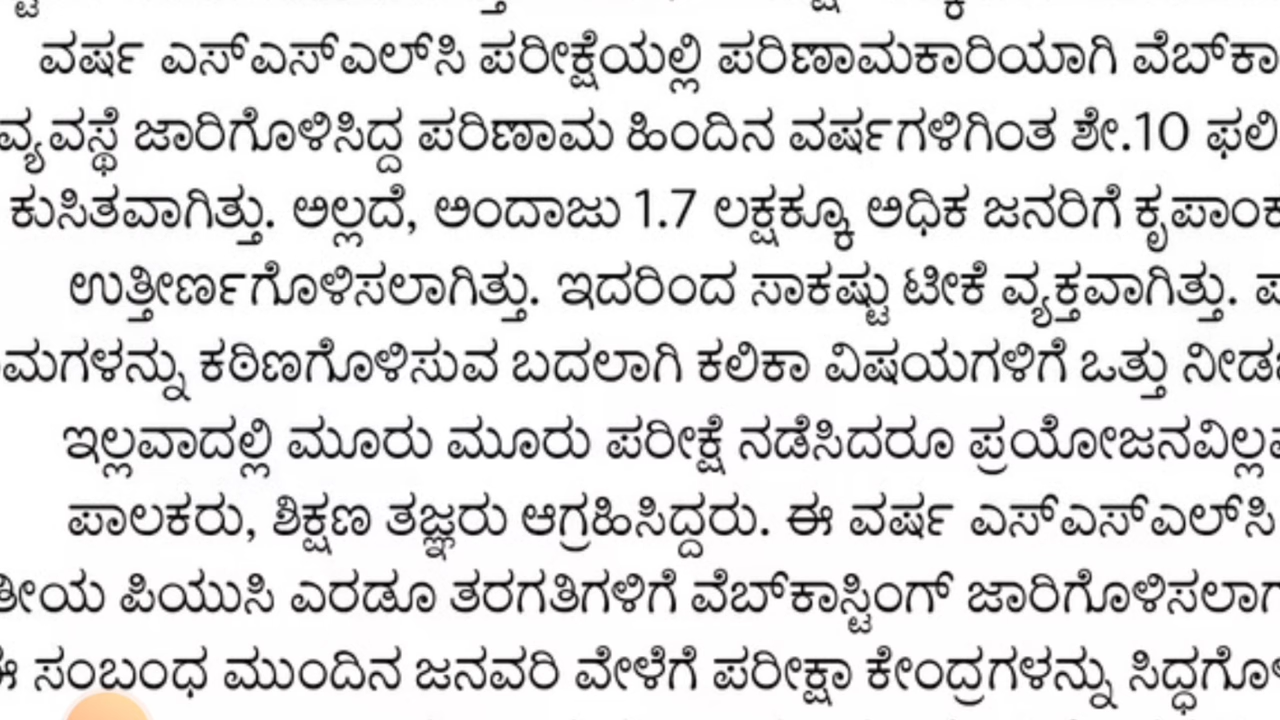 ವರ್ಷ ಎಸ್‌ಎಸ್‌ಎಲ್‌ಸಿ ಪರೀಕ್ಷೆಯಲ್ಲಿ ಪರಿಣಾಮಕಾರಿಯಾಗಿ ವೆಬ್‌ಕಾ
ವ್ಯವಸ್ಥೆ ಜಾರಿಗೊಳಿಸಿದ್ದ ಪರಿಣಾಮ ಹಿಂದಿನ ವರ್ಷಗಳಿಗಿಂತ ಶೇ.10 ಫಲಿ
ಕುಸಿತವಾಗಿತ್ತು. ಅಲ್ಲದೆ, ಅಂದಾಜು 1.7 ಲಕ್ಷಕ್ಕೂ ಅಧಿಕ ಜನರಿಗೆ ಕೃಪಾಂಕ
ಉತ್ತೀರ್ಣಗೊಳಿಸಲಾಗಿತ್ತು. ಇದರಿಂದ ಸಾಕಷ್ಟು ಟೀಕೆ ವ್ಯಕ್ತವಾಗಿತ್ತು.
ಮಗಳನ್ನು ಕಠಿಣಗೊಳಿಸುವ ಬದಲಾಗಿ ಕಲಿಕಾ ವಿಷಯಗಳಿಗೆ ಒತ್ತು ನೀಡ
ಇಲ್ಲವಾದಲ್ಲಿ ಮೂರು ಮೂರು ಪರೀಕ್ಷೆ ನಡೆಸಿದರೂ ಪ್ರಯೋಜನವಿಲ್ಲ
ಪಾಲಕರು, ಶಿಕ್ಷಣ ತಜ್ಞರು ಆಗ್ರಹಿಸಿದ್ದರು. ಈ ವರ್ಷ ಎಸ್‌ಎಸ್‌ಎಲ್‌ಸಿ
ತೀಯ ಪಿಯುಸಿ ಎರಡೂ ತರಗತಿಗಳಿಗೆ ವೆಬ್‌ಕಾಸ್ಟಿಂಗ್ ಜಾರಿಗೊಳಿಸಲಾಗ
ಈ ಸಂಬಂಧ ಮುಂದಿನ ಜನವರಿ ವೇಳೆಗೆ ಪರೀಕ್ಷಾ ಕೇಂದ್ರಗಳನ್ನು ಸಿದ್ಧಗೊ